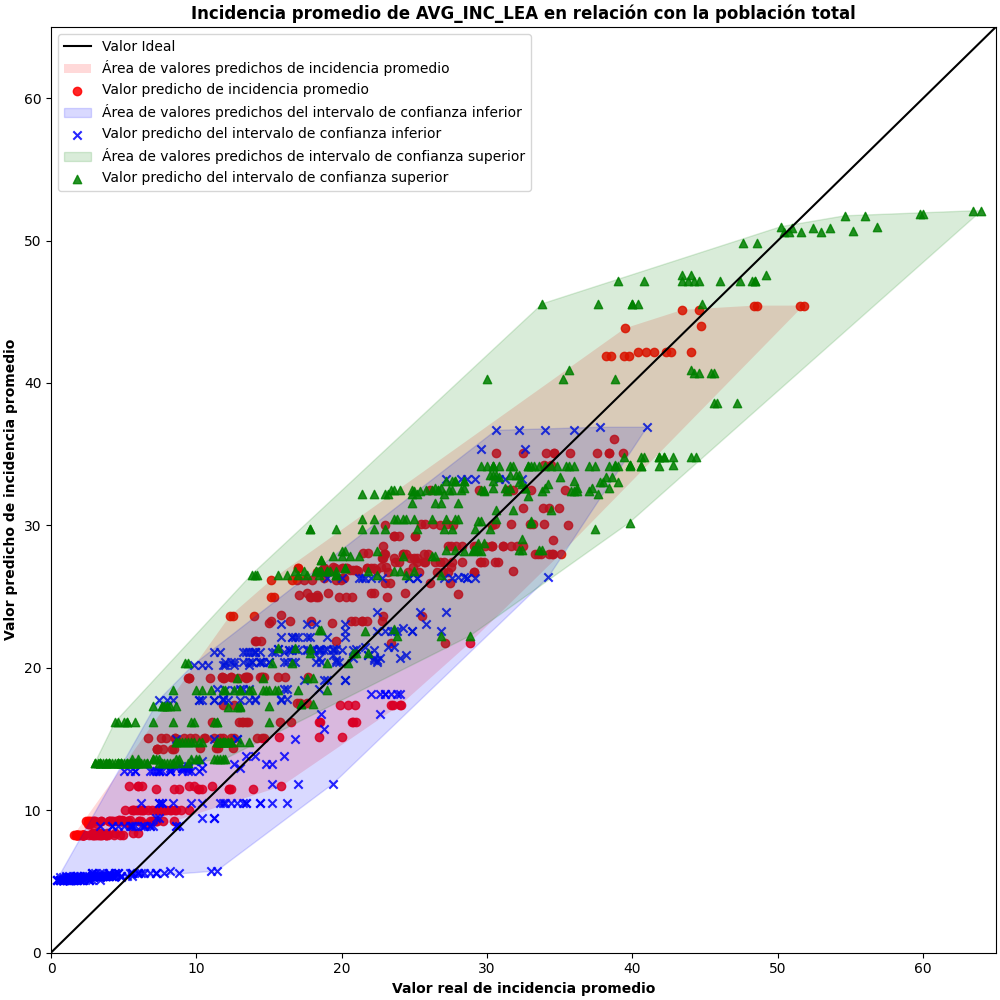 Incidencia promedio de AVG_INC_LEA en relación con la población total
Valor Ideal
Área de valores predichos de incidencia promedio
Valor predicho de incidencia promedio
Área de valores predichos del intervalo de confianza inferior
Valor predicho del intervalo de confianza inferior
Área de valores predichos de intervalo de confianza superior
Valor predicho del intervalo de confianza superior
Valor predicho de incidencia promedio
60
50
40
30
20
10
0
0 10 20 30 40 50 60
Valor real de incidencia promedio